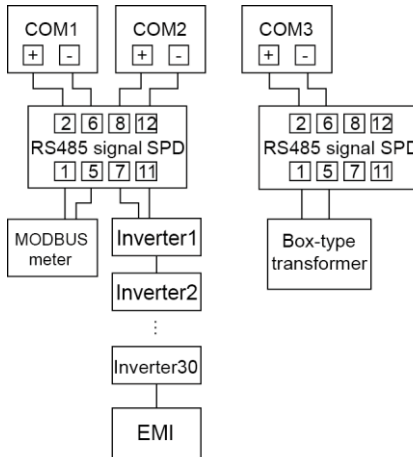 COM1 COM2 COM3
+ - + - + -
2 6 8 12 2 6 8 12
RS485 signal SPD RS485 signal SPD
1 5 7 11 1 5 7 11
MODBUS
meter
Inverter1
Box-type
transformer
Inverter2
⋮
Inverter30
EMI